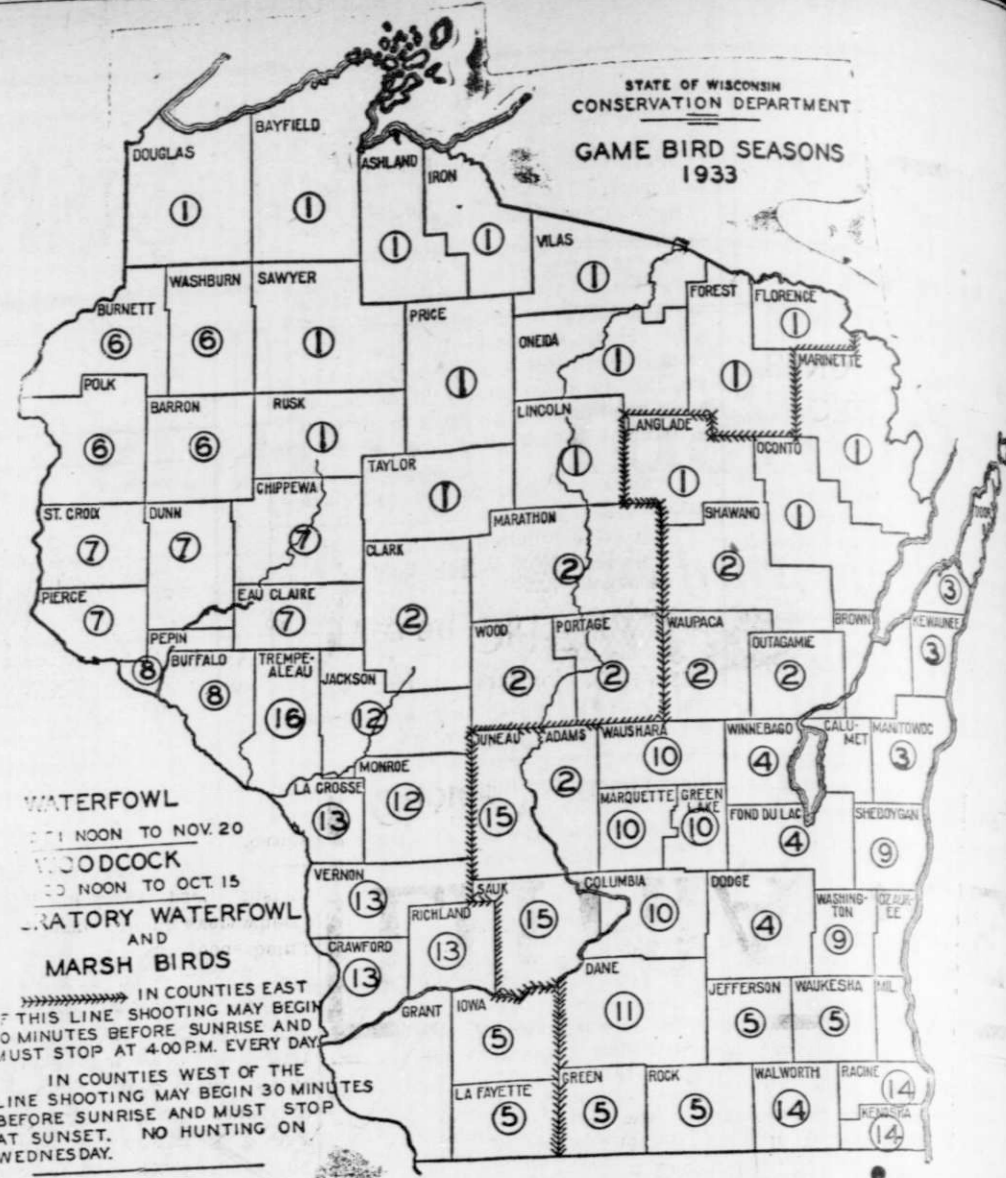 STATE OF WISCONSIN
CONSERVATION DEPARTMENT
GAME BIRD SEASONS
1933
DOUGLAS
1
BAYFIELD
1
ASHLAND
1
IRON
1
VILAS
1
BURNETT
6
WASHBURN
6
SAWYER
1
PRICE
1
ONEIDA
1
FOREST
1
FLORENCE
1
MARINETTE
1
POLK
6
BARRON
6
RUSK
1
LINCOLN
1
LANGLADE
1
OCONTO
1
TAYLOR
1
CHIPPEWA
7
ST. CROIX
7
DUNN
7
MARATHON
2
SHAWANO
2
DOOR
3
CLARK
2
PIERCE
7
EAU CLAIRE
7
PEPIN
8
BUFFALO
8
TREMPE-
ALEAU
16
JACKSON
12
WOOD
2
PORTAGE
2
WAUPACA
2
OUTAGAMIE
2
BROWN
KEWAUNEE
3
MONROE
12
JUNEAU
15
ADAMS
2
WAUSHARA
10
WINNEBAGO
4
CALU-
MET
MANITOWOC
3
LA CROSSE
13
MARQUETTE
10
GREEN
LAKE
10
FOND DU LAC
4
SHEBOYGAN
9
VERNON
13
RICHLAND
13
SAUK
15
COLUMBIA
10
DODGE
4
WASHING-
TON
9
OZAUK-
EE
CRAWFORD
13
GRANT
IOWA
5
DANE
11
JEFFERSON
5
WAUKESHA
5
MIL.
LA FAYETTE
5
GREEN
5
ROCK
5
WALWORTH
14
RACINE
14
KENOSHA
14
WATERFOWL
NOON TO NOV. 20
WOODCOCK
NOON TO OCT. 15
RATORY WATERFOWL
AND
MARSH BIRDS
IN COUNTIES EAST
F THIS LINE SHOOTING MAY BEGIN
0 MINUTES BEFORE SUNRISE AND
MUST STOP AT 4:00 P.M. EVERY DAY.
IN COUNTIES WEST OF THE
LINE SHOOTING MAY BEGIN 30 MINUTES
BEFORE SUNRISE AND MUST STOP
AT SUNSET. NO HUNTING ON
WEDNESDAY.